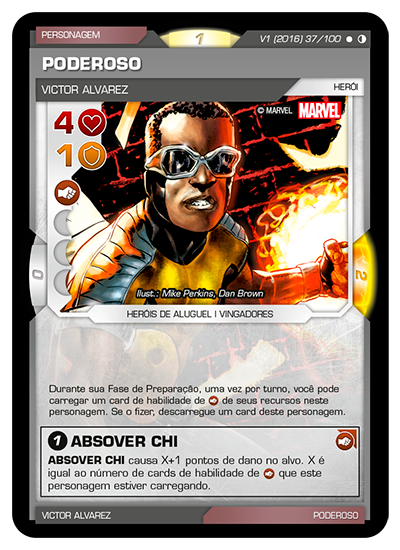 PERSONAGEM
1
V1 (2016) 37/100
PODEROSO
VICTOR ALVAREZ
HERÓI
4
© MARVEL MARVEL
1
0
2
Illust.: Mike Perkins, Dan Brown
HERÓIS DE ALUGUEL | VINGADORES
Durante sua Fase de Preparação, uma vez por turno, você pode
carregar um card de habilidade de de seus recursos neste
personagem. Se o fizer, descarregue um card deste personagem.
1 ABSOVER CHI
ABSOVER CHI causa X+1 pontos de dano no alvo. X é
igual ao número de cards de habilidade de que este
personagem estiver carregando.
VICTOR ALVAREZ
PODEROSO